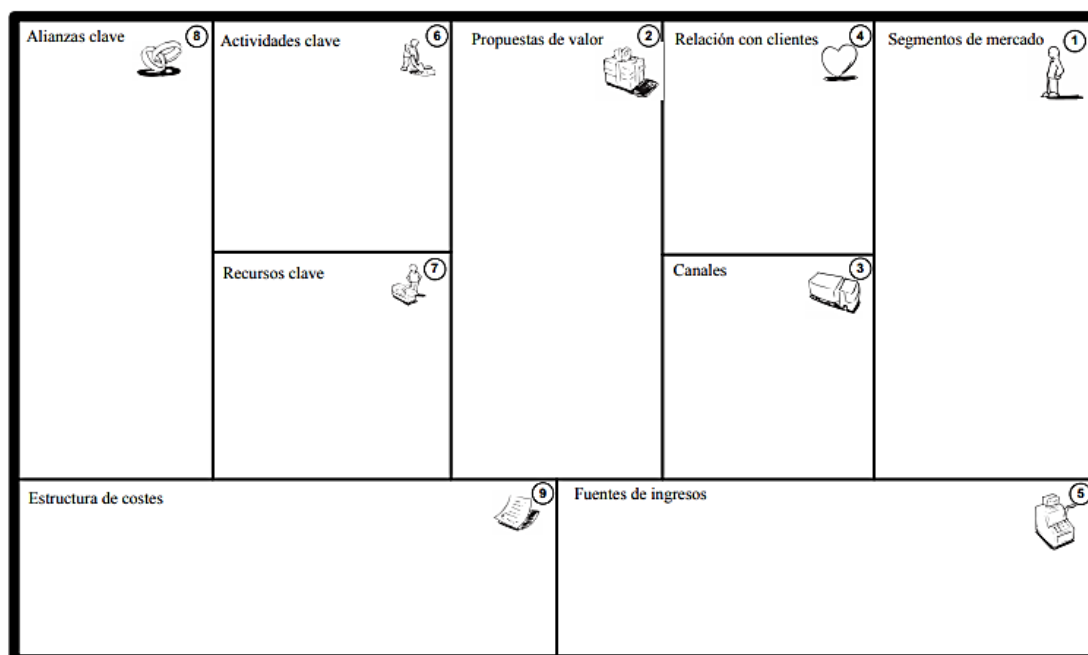 Alianzas clave
8
Actividades clave
6
Propuestas de valor
2
Relación con clientes
4
Segmentos de mercado
1
Recursos clave
7
Canales
3
Estructura de costes
9
Fuentes de ingresos
5